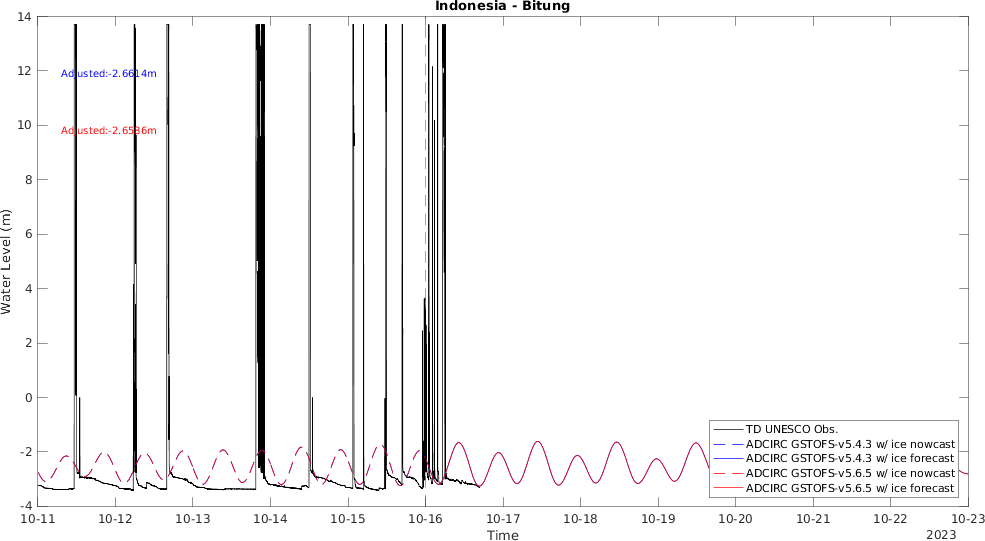 Indonesia - Bitung
14
12
10
8
6
4
2
0
-2
-4
Water Level (m)
Adjusted:-2.6614m
Adjusted:-2.6536m
TD UNESCO Obs.
ADCIRC GSTOFS-v5.4.3 w/ ice nowcast
ADCIRC GSTOFS-v5.4.3 w/ ice forecast
ADCIRC GSTOFS-v5.6.5 w/ ice nowcast
ADCIRC GSTOFS-v5.6.5 w/ ice forecast
10-11 10-12 10-13 10-14 10-15 10-16 10-17 10-18 10-19 10-20 10-21 10-22 10-23
Time
2023